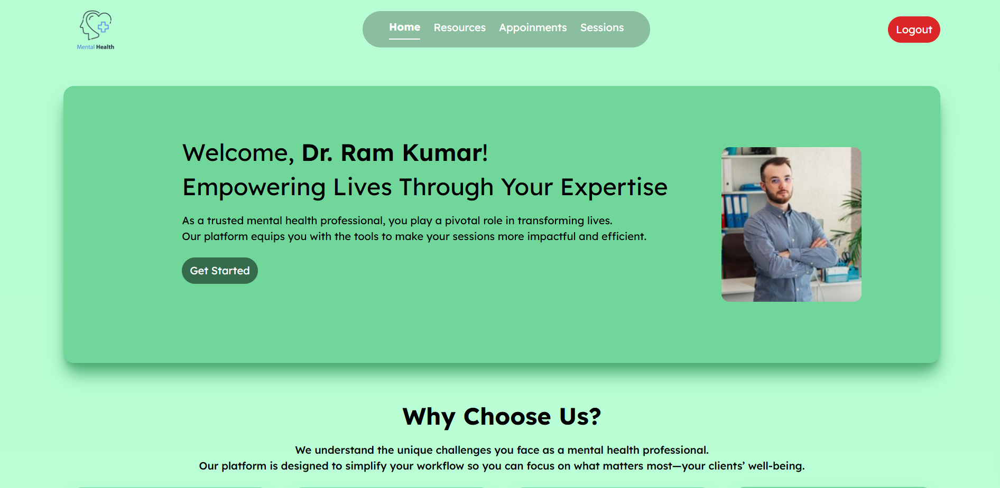 Mental Health
Home Resources Appoinments Sessions
Logout
Welcome, Dr. Ram Kumar!
Empowering Lives Through Your Expertise
As a trusted mental health professional, you play a pivotal role in transforming lives.
Our platform equips you with the tools to make your sessions more impactful and efficient.
Get Started
Why Choose Us?
We understand the unique challenges you face as a mental health professional.
Our platform is designed to simplify your workflow so you can focus on what matters most—your clients’ well-being.